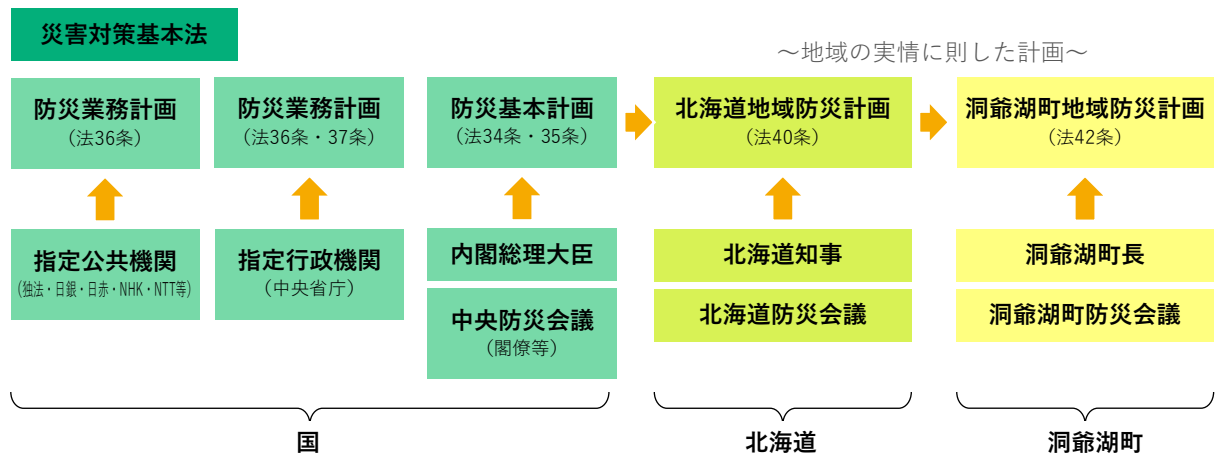 災害対策基本法
～地域の実情に則した計画～
防災業務計画
（法36条）
防災業務計画
（法36条・37条）
防災基本計画
（法34条・35条）
北海道地域防災計画
（法40条）
洞爺湖町地域防災計画
（法42条）
指定公共機関
（独法・日銀・日赤・NHK・NTT等）
指定行政機関
（中央省庁）
内閣総理大臣
中央防災会議
（閣僚等）
北海道知事
北海道防災会議
洞爺湖町長
洞爺湖町防災会議
国
北海道
洞爺湖町